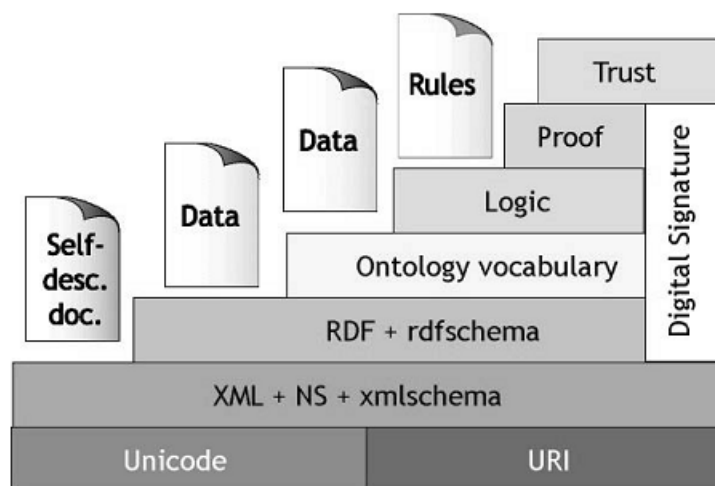 Trust
Rules
Proof
Data
Logic
Digital Signature
Data
Self-
desc.
doc.
Ontology vocabulary
RDF + rdfschema
XML + NS + xmlschema
Unicode
URI